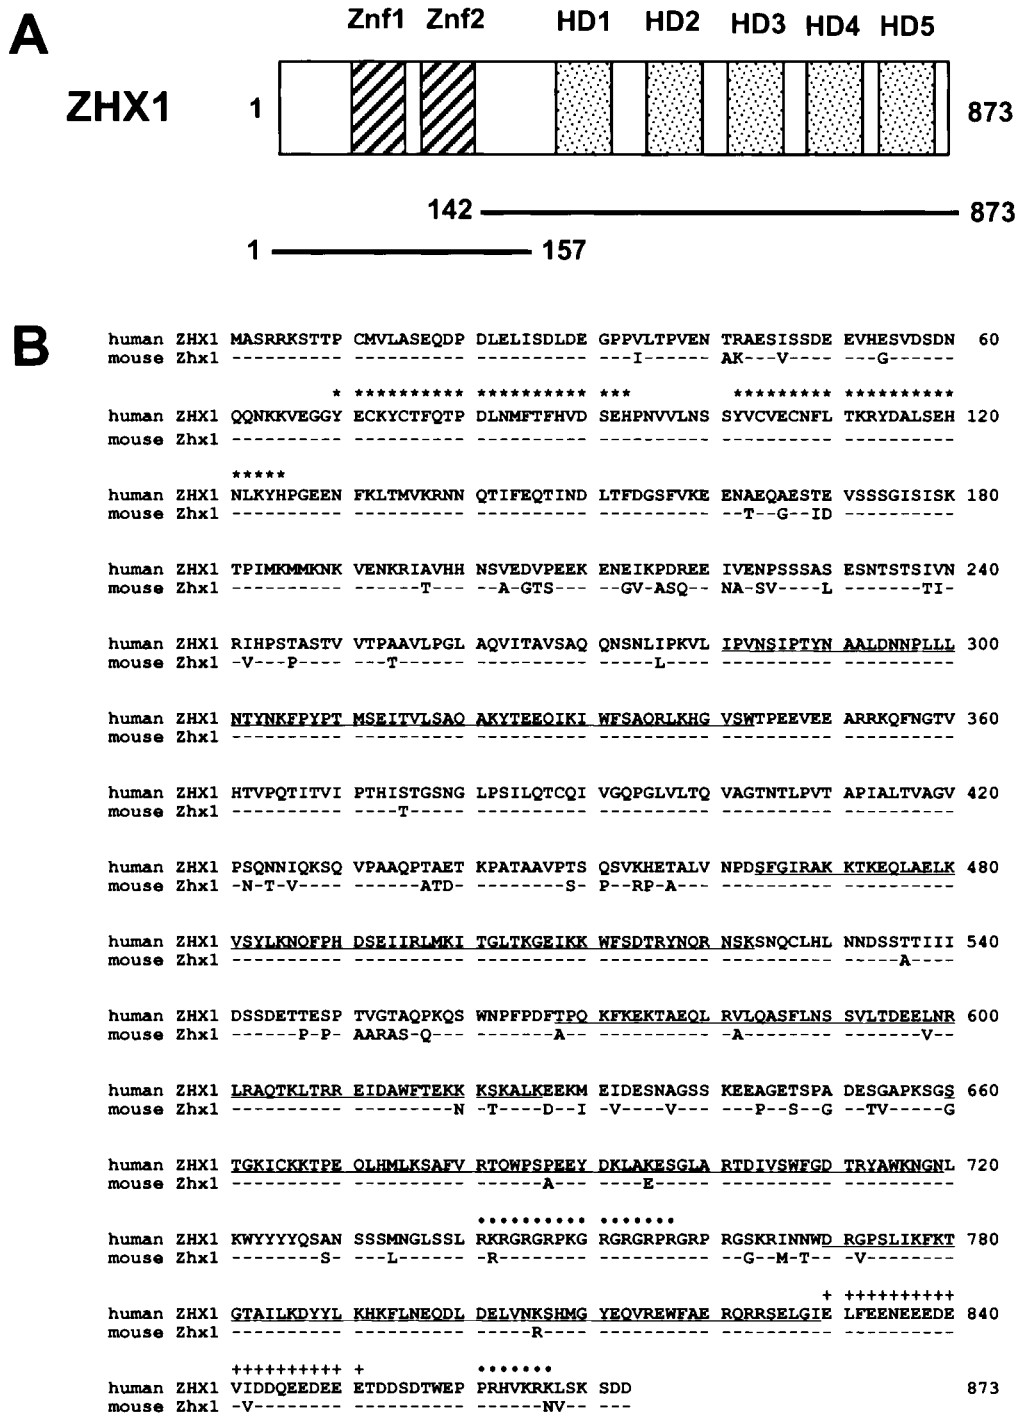 A
Znf1 Znf2 HD1 HD2 HD3 HD4 HD5
ZHX1 1 873
142 873
1 157
B
human ZHX1 MASRRKSTTP CMVLASEQDP DLELISDLDE GPPVLTPVEN TRAESISSDE EVHESVDSDN 60
mouse Zhx1 ---------- ---------- ---------- ----I----- AK---V---- ---G------
* ********** ********** *** ********* **********
human ZHX1 QQNKKVEGGY ECKYCTFQTP DLNMFTFHVD SEHPNVVLNS SYVCVECNFL TKRYDALSEH 120
mouse Zhx1 ---------- ---------- ---------- ---------- ---------- ----------
*****
human ZHX1 NLKYHPGEEN FKLTMVKRNN QTIFEQTIND LTFDGSFVKE ENAEQAESTE VSSSGISISK 180
mouse Zhx1 ---------- ---------- ---------- ---------- --T--G--ID ----------
human ZHX1 TPIMKMMKNK VENKRIAVHH NSVEDVPEEK ENEIKPDREE IVENPSSSAS ESNTSTSIVN 240
mouse Zhx1 ---------- ------T--- --A-GTS--- --GV-ASQ-- NA-SV----L -------TI-
human ZHX1 RIHPSTASTV VTPAAVLPGL AQVITAVSAQ QNSNLIPKVL IPVNSIPTYN AALDNNPLLL 300
mouse Zhx1 -V---P---- ---T------ ---------- -----L---- ---------- ----------
human ZHX1 NTYNKFPYPT MSEITVLSAQ AKYTEEQIKI WFSAQRLKHG VSWTPEEVEE ARRKQFNGTV 360
mouse Zhx1 ---------- ---------- ---------- ---------- ---------- ----------
human ZHX1 HTVPQTITVI PTHISTGSNG LPSILQTCQI VGQPGLVLTQ VAGTNTLPVT APIALTVAGV 420
mouse Zhx1 ---------- ----T----- ---------- ---------- ---------- ----------
human ZHX1 PSQNNIQKSQ VPAAQPTAET KPATAAVPTS QSVKHETALV NPDSFGIRAK KTKEQLAELK 480
mouse Zhx1 -N-T-V---- ------ATD- --------S- P--RP-A--- ---------- ----------
human ZHX1 VSYLKNQFPH DSEIIRLMKI TGLTKGEIKK WFSDTRYNQR NSKSNQCLHL NNDSSTTIII 540
mouse Zhx1 ---------- ---------- ---------- ---------- ---------- -----A----
human ZHX1 DSSDETTESP TVGTAQPKQS WNPFPDFTPQ KFKEKTAEQL RVLQASFLNS SVLTDEELNR 600
mouse Zhx1 ------P-P- AARAS-Q--- -------A-- ---------- -A-------- -------V--
human ZHX1 LRAQTKLTRR EIDAWFTEKK KSKALKEEKM EIDESNAGSS KEEAGETSPA DESGAPKSGS 660
mouse Zhx1 ---------- ---------N -T----D--I -V----V--- ---P--S--G --TV-----G
human ZHX1 TGKICKKTPE QLHMLKSAFV RTQWPSPEEY DKLAKESGLA RTDIVSWFGD TRYAWKNGNL 720
mouse Zhx1 ---------- ---------- ------A--- ----E----- ---------- ----------
•••••••••• •••••••
human ZHX1 KWYYYYQSAN SSSMNGLSSL RKRGRGRPKG RGRGRPRGRP RGSKRINNWD RGPSLIKFKT 780
mouse Zhx1 --------S- ---L------ -R-------- ---------- --G--M-T-- -V--------
+ ++++++++++
human ZHX1 GTAILKDYYL KHKFLNEQDL DELVNKSHMG YEQVREWFAE RQRRSELGIE LFEENEEEDE 840
mouse Zhx1 ---------- ---------- -----R---- ---------- ---------- ----------
++++++++++ + •••••••
human ZHX1 VIDDQEEDEE ETDDSDTWEP PRHVKRKLSK SDD 873
mouse Zhx1 -V-------- ---------- ------NV-- ---